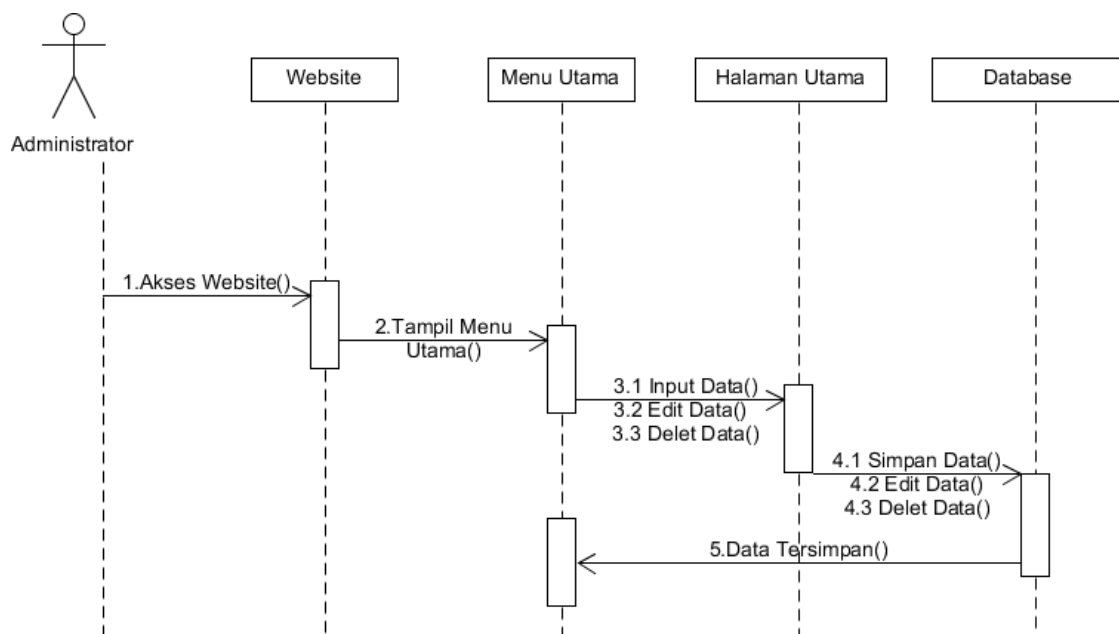 Website
Menu Utama
Halaman Utama
Database
Administrator
1.Akses Website()
2.Tampil Menu
Utama()
3.1 Input Data()
3.2 Edit Data()
3.3 Delet Data()
4.1 Simpan Data()
4.2 Edit Data()
4.3 Delet Data()
5.Data Tersimpan()